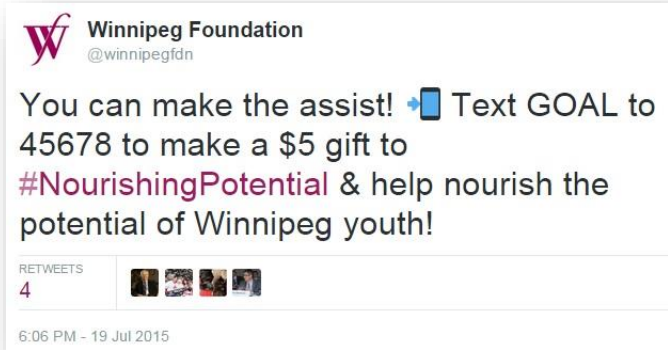 Winnipeg Foundation
@winnipegfdn
You can make the assist! 📲 Text GOAL to
45678 to make a $5 gift to
#NourishingPotential & help nourish the
potential of Winnipeg youth!
RETWEETS
4
6:06 PM - 19 Jul 2015